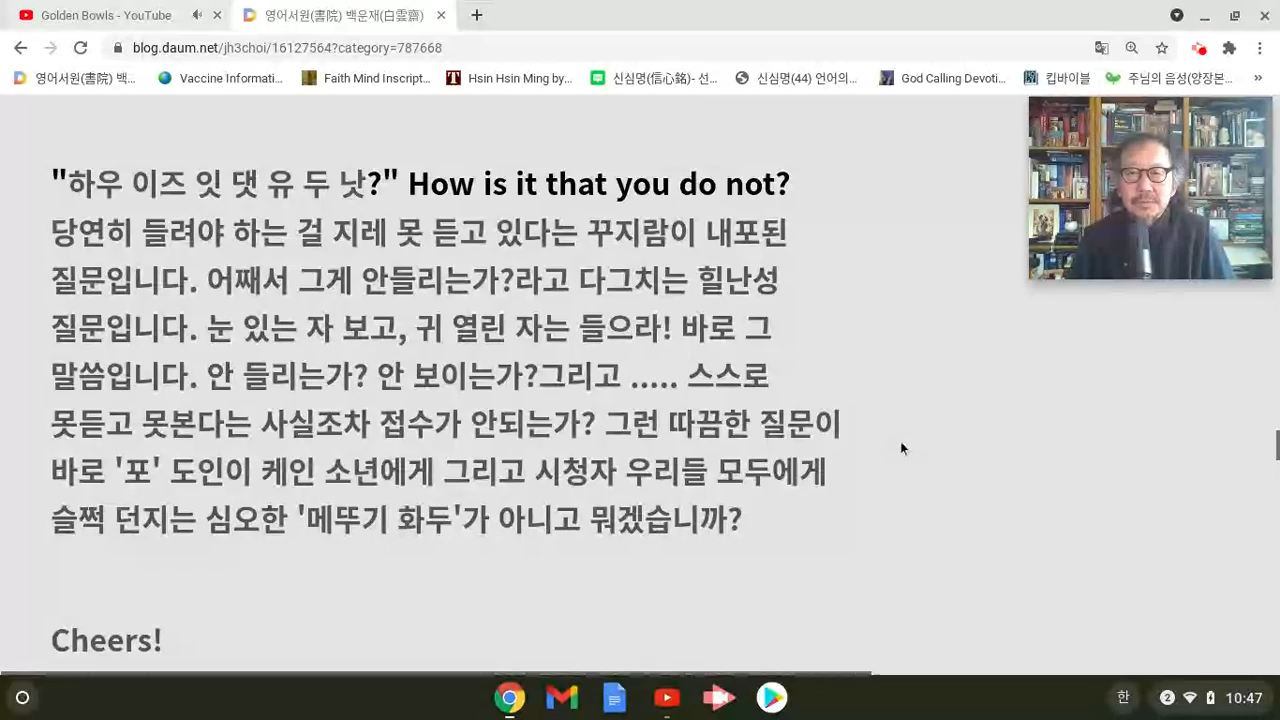 Golden Bowls - YouTube
영어서원(書院) 백운재(白雲齋)
blog.daum.net/jh3choi/16127564?category=787668
영어서원(書院) 백...
Vaccine Informati...
Faith Mind Inscript...
Hsin Hsin Ming by...
신심명(信心銘)- 선...
신심명(44) 언어의...
God Calling Devoti...
킵바이블
주님의 음성(양장본...
»
"하우 이즈 잇 댓 유 두 낫?" How is it that you do not?
당연히 들려야 하는 걸 지레 못 듣고 있다는 꾸지람이 내포된
질문입니다. 어째서 그게 안들리는가?라고 다그치는 힐난성
질문입니다. 눈 있는 자 보고, 귀 열린 자는 들으라! 바로 그
말씀입니다. 안 들리는가? 안 보이는가?그리고 ..... 스스로
못듣고 못본다는 사실조차 접수가 안되는가? 그런 따끔한 질문이
바로 '포' 도인이 케인 소년에게 그리고 시청자 우리들 모두에게
슬쩍 던지는 심오한 '메뚜기 화두'가 아니고 뭐겠습니까?
Cheers!
한
2
10:47